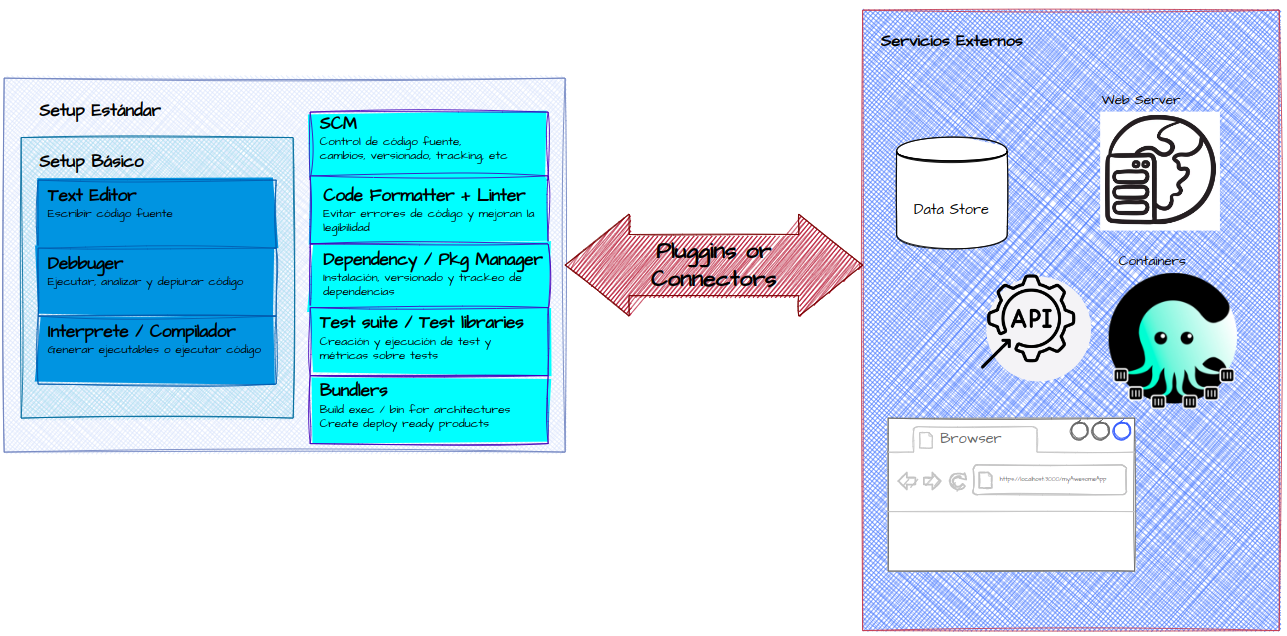 Setup Estándar
Setup Básico
Text Editor
Escribir código fuente
Debbuger
Ejecutar, analizar y depiurar código
Interprete / Compilador
Generar ejecutables o ejecutar código
SCM
Control de código fuente,
cambios, versionado, tracking, etc
Code Formatter + Linter
Evitar errores de código y mejoran la
legibilidad
Dependency / Pkg Manager
Instalación, versionado y trackeo de
dependencias
Test suite / Test libraries
Creación y ejecución de test y
métricas sobre tests
Bundlers
Build exec / bin for architectures
Create deploy ready products
Pluggins or
Connectors
Servicios Externos
Web Server
Data Store
Containers
API
Browser
https://localhost:3000/myAwesomeApp